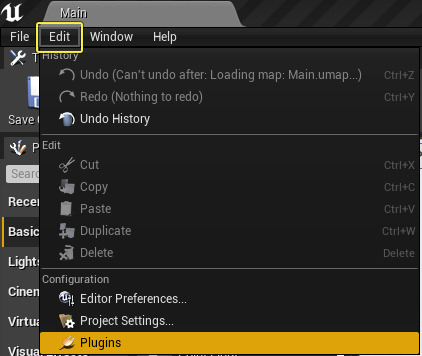 Main
File Edit Window Help
History
Undo (Can't undo after: Loading map: Main.umap...) Ctrl+Z
Redo (Nothing to redo) Ctrl+Y
Undo History
Save
Edit
Cut Ctrl+X
Copy Ctrl+C
Paste Ctrl+V
Duplicate Ctrl+W
Delete Delete
Recen
Basic
Lights
Configuration
Cinem
Editor Preferences...
Virtua
Project Settings...
Plugins